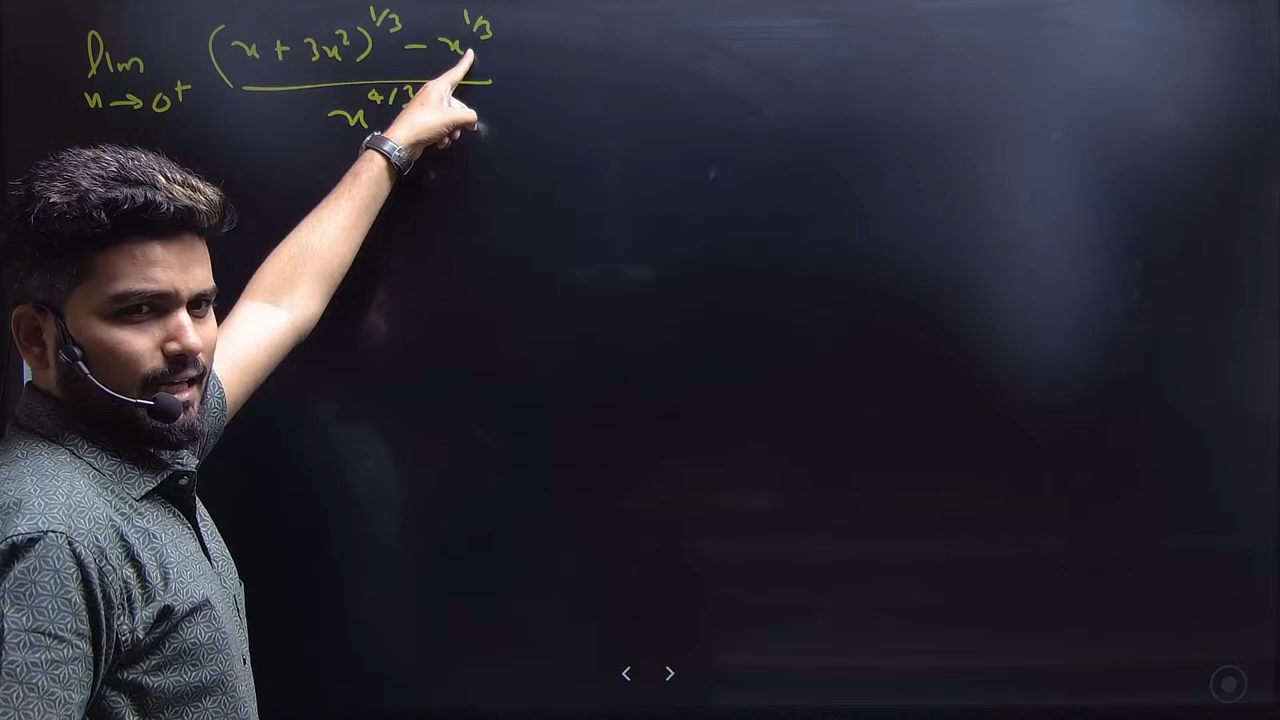 lim x→0⁺ ((x + 3x²)^{1/3} − x^{1/3}) / x^{4/3}